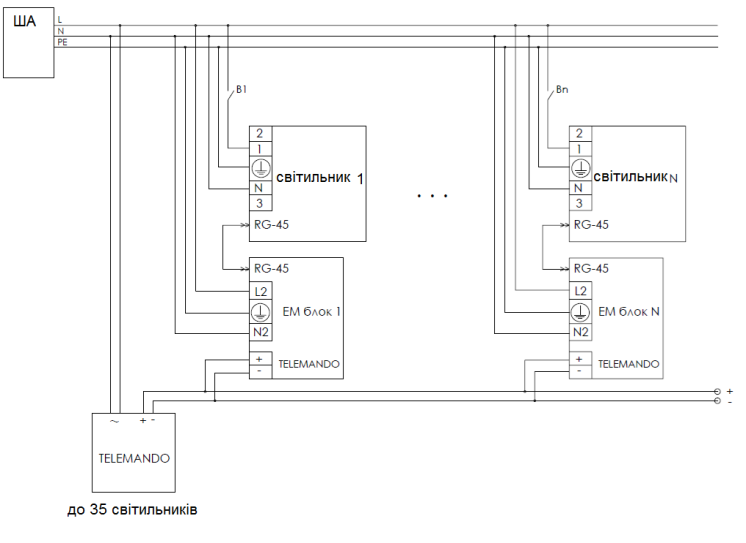 ША
L
N
PE
B1
Bn
2
1
світильник 1
N
3
RG-45
RG-45
L2
ЕМ блок 1
N2
+
TELEMANDO
-
. . .
2
1
світильник N
N
3
RG-45
RG-45
L2
ЕМ блок N
N2
+
TELEMANDO
-
+
-
~ + -
TELEMANDO
до 35 світильників